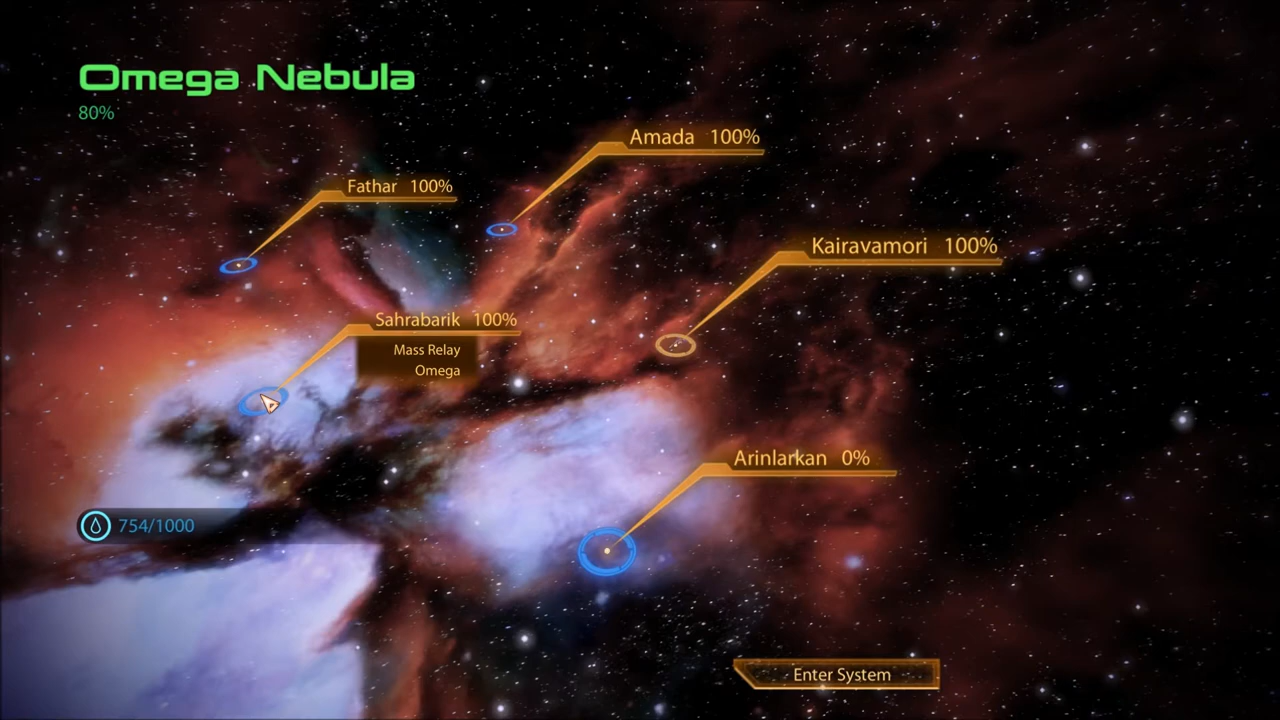 Omega Nebula
80%
Amada 100%
Fathar 100%
Kairavamori 100%
Sahrabarik 100%
Mass Relay
Omega
Arinlarkan 0%
754/1000
Enter System